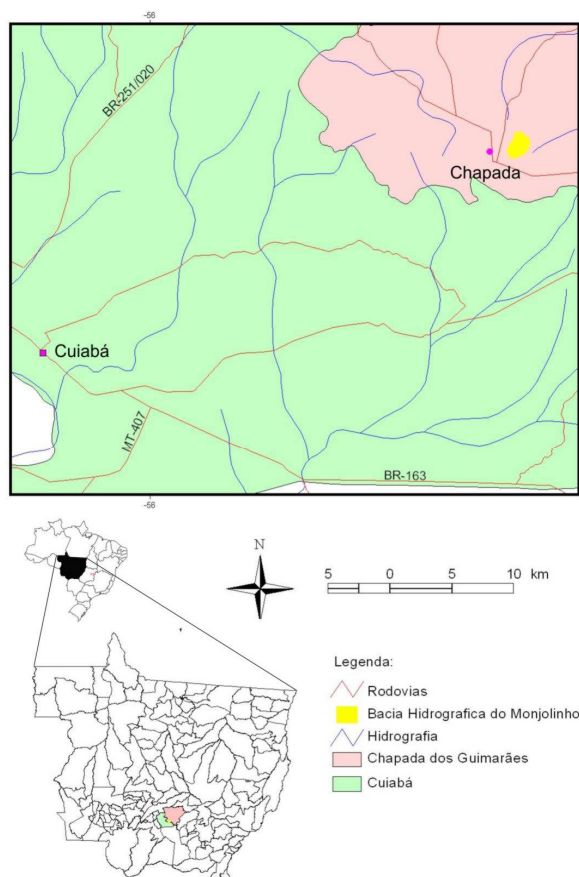 -56
BR-251/020
Chapada
Cuiabá
MT-407
BR-163
-56
N
5 0 5 10 km
Legenda:
Rodovias
Bacia Hidrografica do Monjolinho
Hidrografia
Chapada dos Guimarães
Cuiabá